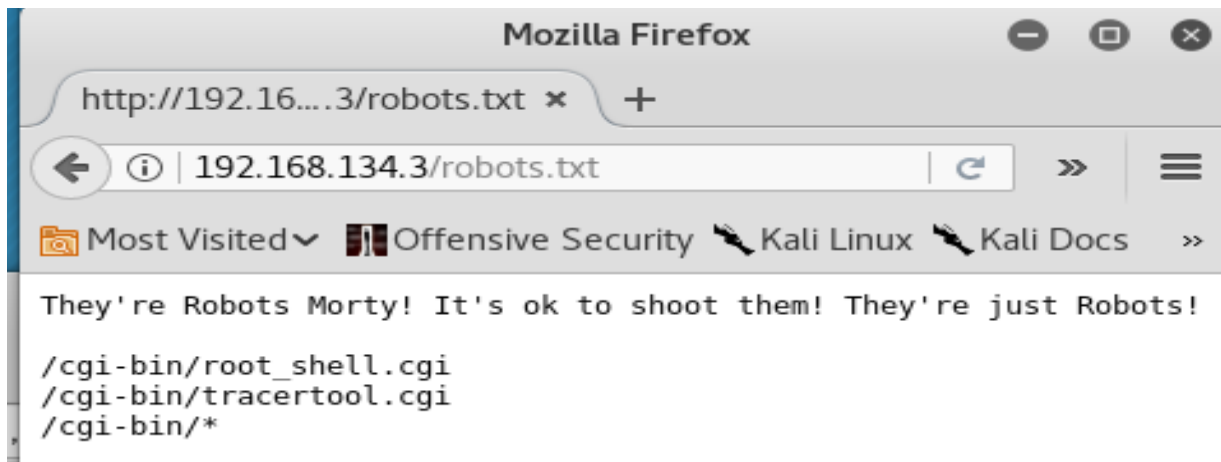 Mozilla Firefox
http://192.16....3/robots.txt
192.168.134.3/robots.txt
Most Visited Offensive Security Kali Linux Kali Docs
They're Robots Morty! It's ok to shoot them! They're just Robots!
/cgi-bin/root_shell.cgi
/cgi-bin/tracertool.cgi
/cgi-bin/*